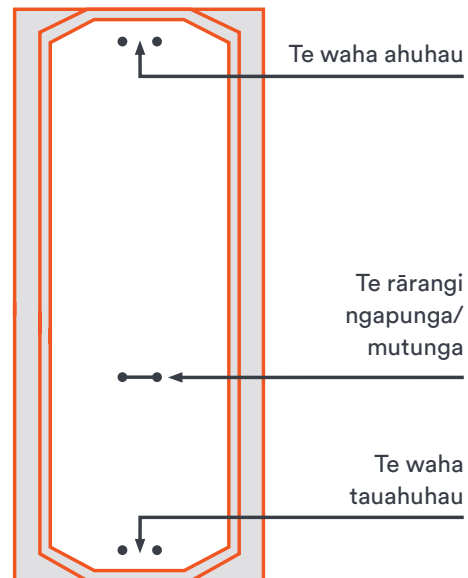 Te waha ahuhau
Te rārangi
ngapunga/
mutunga
Te waha
tauahuhau